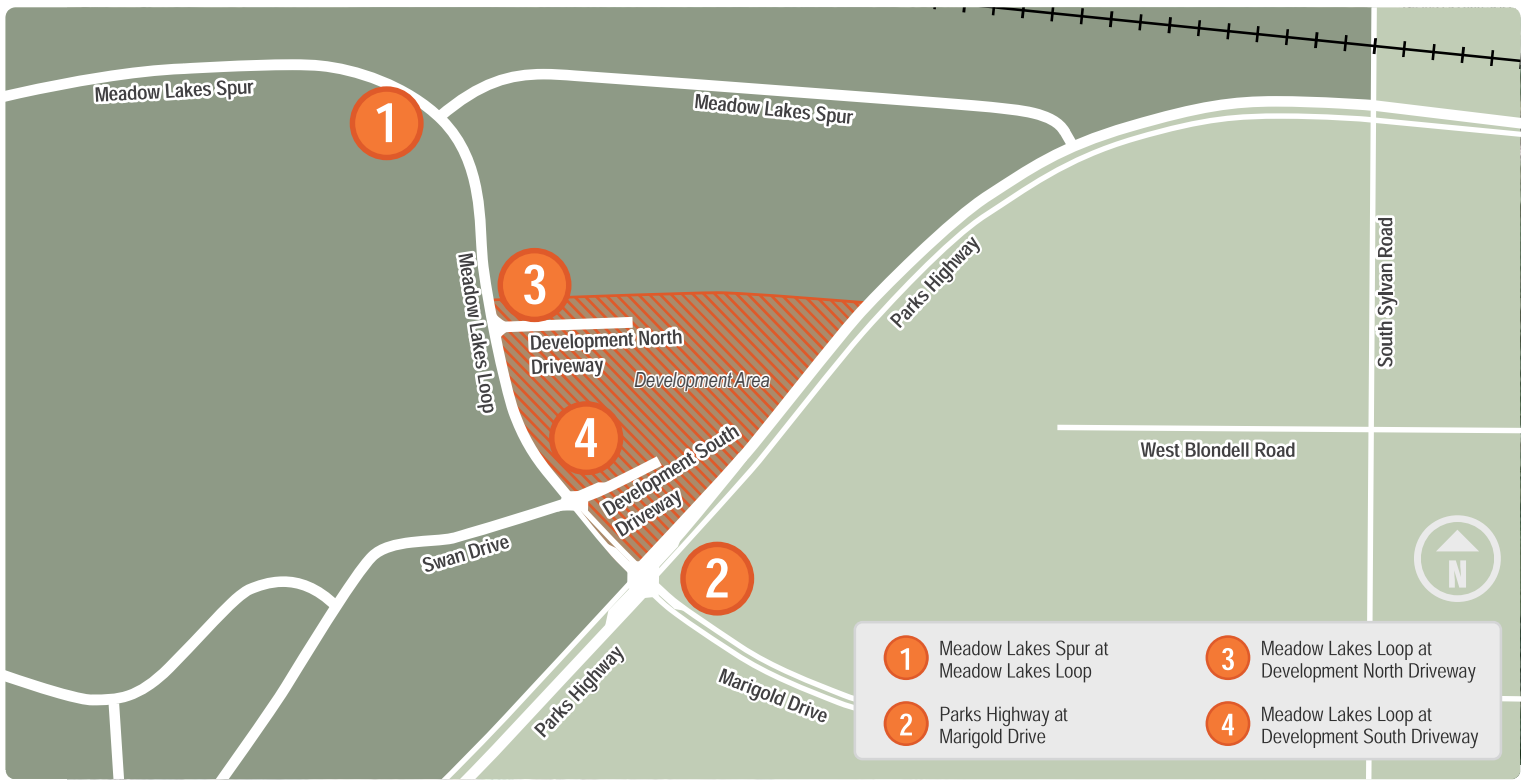 Meadow Lakes Spur
Meadow Lakes Spur
1
Meadow Lakes Loop
3
Development North
Driveway
Development Area
Parks Highway
South Sylvan Road
4
Development South
Driveway
West Blondell Road
Swan Drive
2
N
Parks Highway
Marigold Drive
1
Meadow Lakes Spur at
Meadow Lakes Loop
2
Parks Highway at
Marigold Drive
3
Meadow Lakes Loop at
Development North Driveway
4
Meadow Lakes Loop at
Development South Driveway